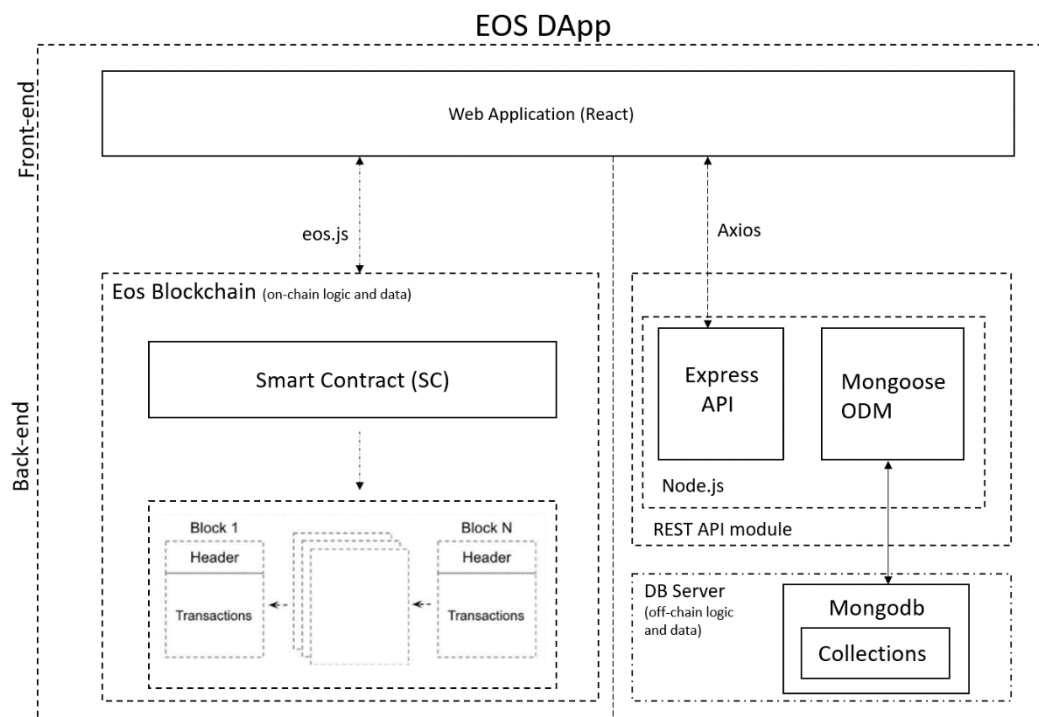 EOS DApp
Front-end
Web Application (React)
eos.js
Axios
Back-end
Eos Blockchain (on-chain logic and data)
Smart Contract (SC)
Block 1
Header
Transactions
Block N
Header
Transactions
Express
API
Mongoose
ODM
Node.js
REST API module
DB Server
(off-chain logic
and data)
Mongodb
Collections